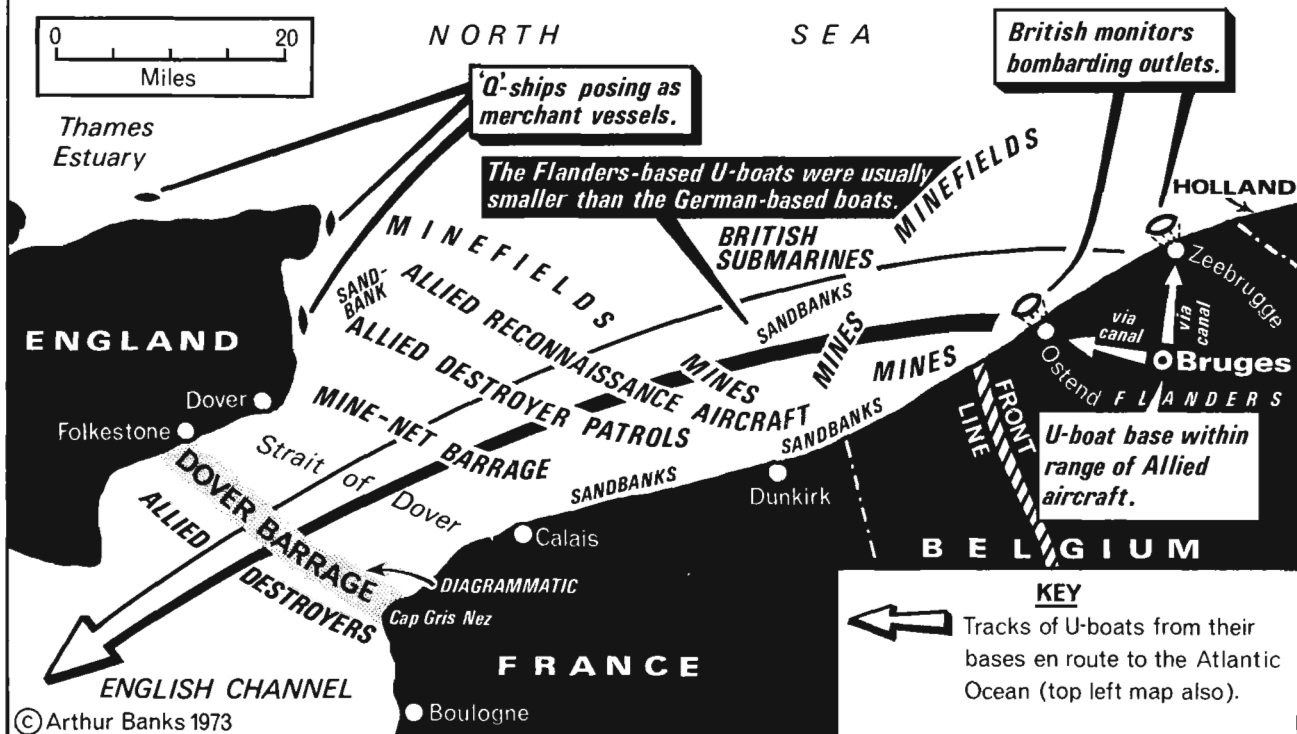 0 20
Miles
NORTH SEA
'Q'-ships posing as
merchant vessels.
British monitors
bombarding outlets.
Thames
Estuary
The Flanders-based U-boats were usually
smaller than the German-based boats.
MINEFIELDS
HOLLAND
MINEFIELDS
BRITISH
SUBMARINES
Zeebrugge
SAND-
BANK
ALLIED RECONNAISSANCE AIRCRAFT
SANDBANKS
via
canal
via
canal
ENGLAND
ALLIED DESTROYER PATROLS
MINES
MINES
MINES
Ostend
Bruges
FLANDERS
Dover
MINE-NET BARRAGE
SANDBANKS
FRONT
LINE
Folkestone
Strait of Dover
SANDBANKS
Dunkirk
U-boat base within
range of Allied
aircraft.
DOVER BARRAGE
Calais
BELGIUM
ALLIED
DESTROYERS
DIAGRAMMATIC
Cap Gris Nez
FRANCE
KEY
Tracks of U-boats from their
bases en route to the Atlantic
Ocean (top left map also).
ENGLISH CHANNEL
Boulogne
© Arthur Banks 1973